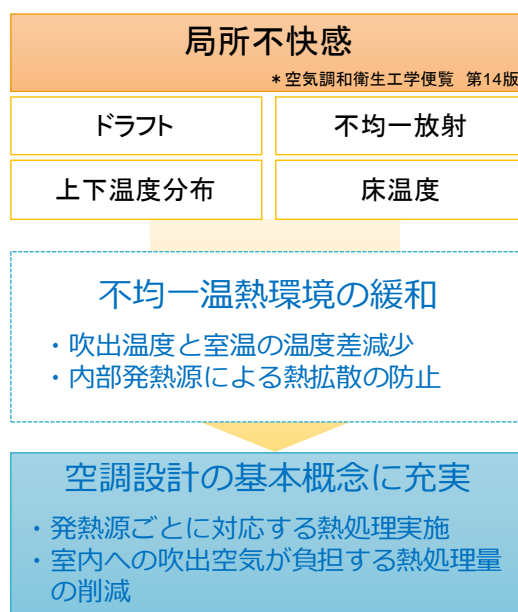 局所不快感
*空気調和衛生工学便覧 第14版
ドラフト
不均一放射
上下温度分布
床温度
不均一温熱環境の緩和
・吹出温度と室温の温度差減少
・内部発熱源による熱拡散の防止
空調設計の基本概念に充実
・発熱源ごとに対応する熱処理実施
・室内への吹出空気が負担する熱処理量
の削減